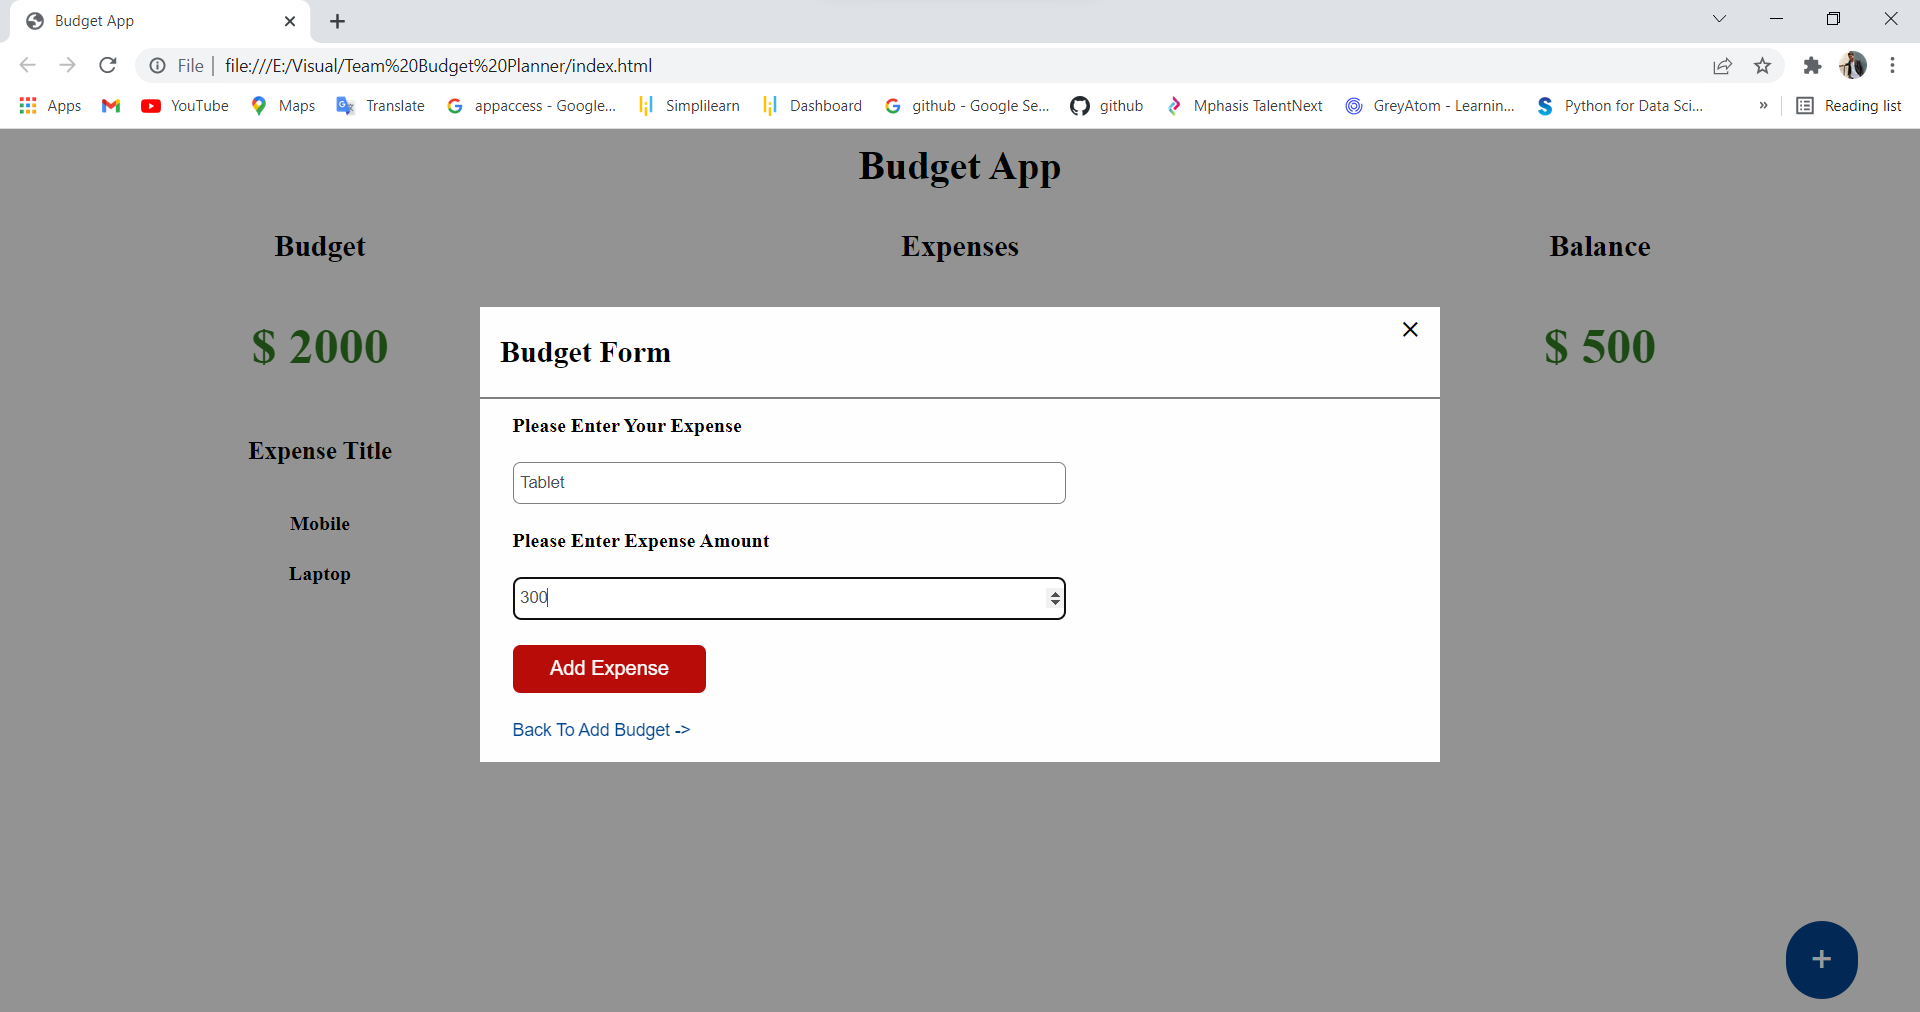 Budget App
File file:///E:/Visual/Team%20Budget%20Planner/index.html
Apps YouTube Maps Translate appaccess - Google... Simplilearn Dashboard github - Google Se... github Mphasis TalentNext GreyAtom - Learnin... Python for Data Sci... » Reading list
Budget App
Budget Expenses Balance
$ 2000 $ 500
Budget Form
Please Enter Your Expense
Expense Title
Tablet
Mobile
Please Enter Expense Amount
Laptop
300
Add Expense
Back To Add Budget ->
+